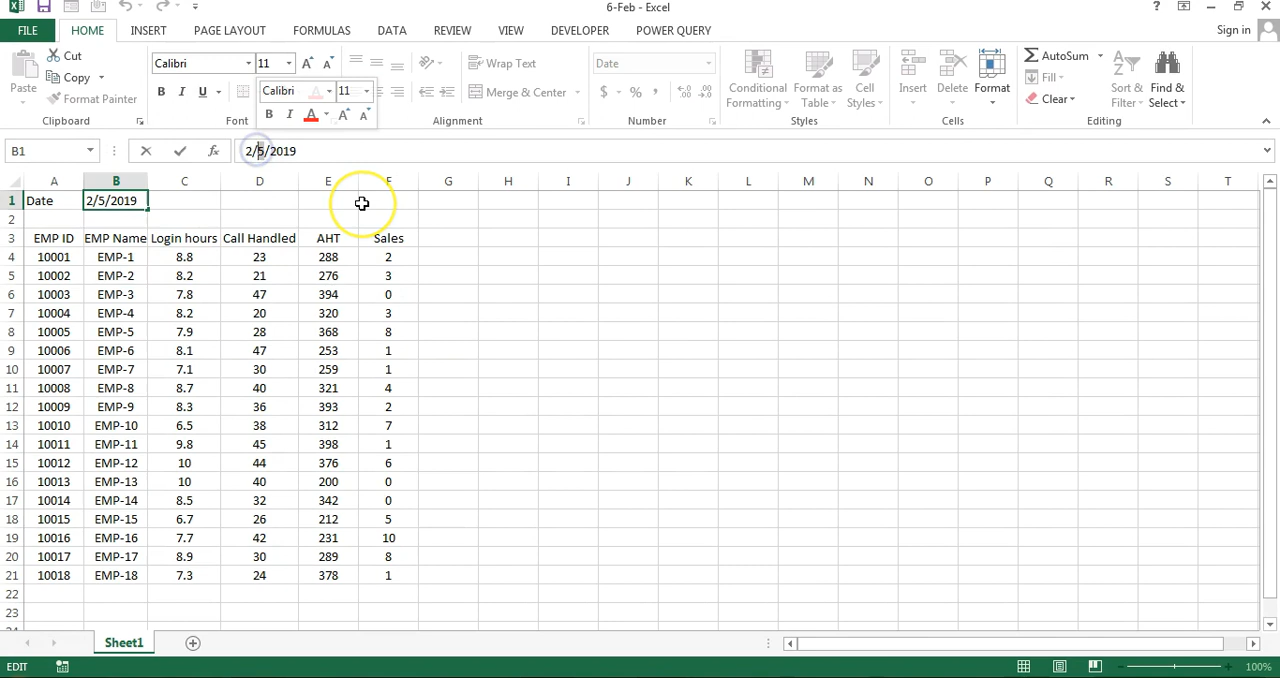 6-Feb - Excel
FILE HOME INSERT PAGE LAYOUT FORMULAS DATA REVIEW VIEW DEVELOPER POWER QUERY Sign in
Paste Cut Copy Format Painter Clipboard
Calibri 11 Font
Calibri 11
Wrap Text Merge & Center Alignment
Date $ % , Number
Conditional Formatting Format as Table Cell Styles Styles
Insert Delete Format Cells
AutoSum Fill Clear Sort & Filter Find & Select Editing
B1 fx 2/5/2019
A B C D E F G H I J K L M N O P Q R S T
1 Date 2/5/2019
2
3 EMP ID EMP Name Login hours Call Handled AHT Sales
4 10001 EMP-1 8.8 23 288 2
5 10002 EMP-2 8.2 21 276 3
6 10003 EMP-3 7.8 47 394 0
7 10004 EMP-4 8.2 20 320 3
8 10005 EMP-5 7.9 28 368 8
9 10006 EMP-6 8.1 47 253 1
10 10007 EMP-7 7.1 30 259 1
11 10008 EMP-8 8.7 40 321 4
12 10009 EMP-9 8.3 36 393 2
13 10010 EMP-10 6.5 38 312 7
14 10011 EMP-11 9.8 45 398 1
15 10012 EMP-12 10 44 376 6
16 10013 EMP-13 10 40 200 0
17 10014 EMP-14 8.5 32 342 0
18 10015 EMP-15 6.7 26 212 5
19 10016 EMP-16 7.7 42 231 10
20 10017 EMP-17 8.9 30 289 8
21 10018 EMP-18 7.3 24 378 1
22
23
Sheet1
EDIT 100%